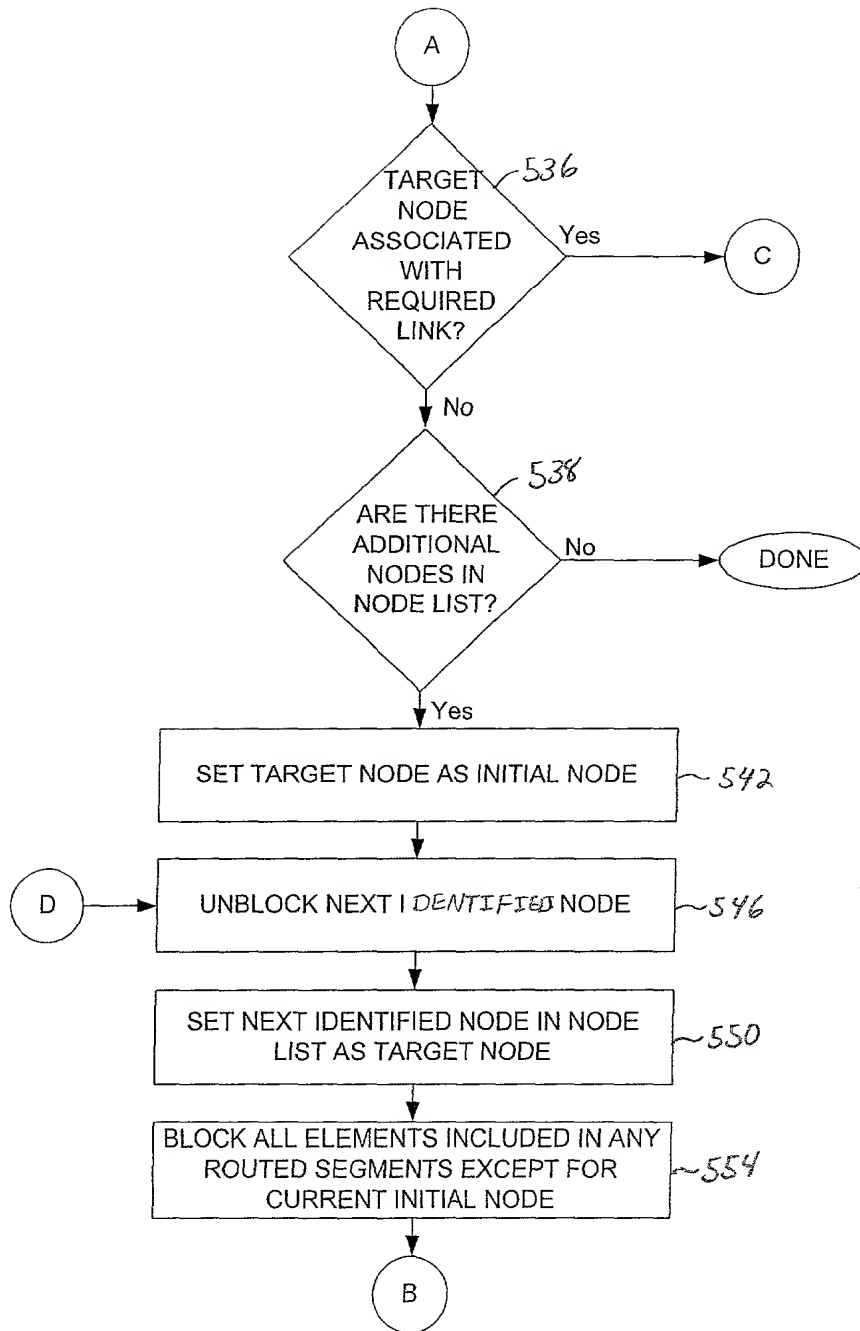 A
536
TARGET
NODE
ASSOCIATED
WITH
REQUIRED
LINK?
Yes
C
No
538
ARE THERE
ADDITIONAL
NODES IN
NODE LIST?
No
DONE
Yes
SET TARGET NODE AS INITIAL NODE
542
D
UNBLOCK NEXT IDENTIFIED NODE
546
SET NEXT IDENTIFIED NODE IN NODE
LIST AS TARGET NODE
550
BLOCK ALL ELEMENTS INCLUDED IN ANY
ROUTED SEGMENTS EXCEPT FOR
CURRENT INITIAL NODE
554
B